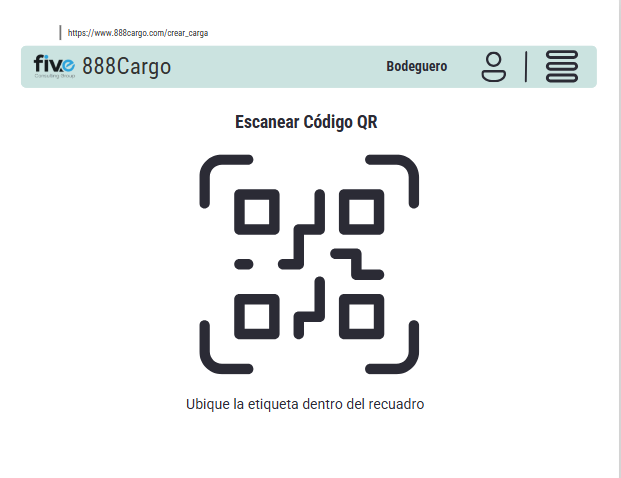 https://www.888cargo.com/crear_carga
five
Consulting Group
888Cargo
Bodeguero
Escanear Código QR
Ubique la etiqueta dentro del recuadro